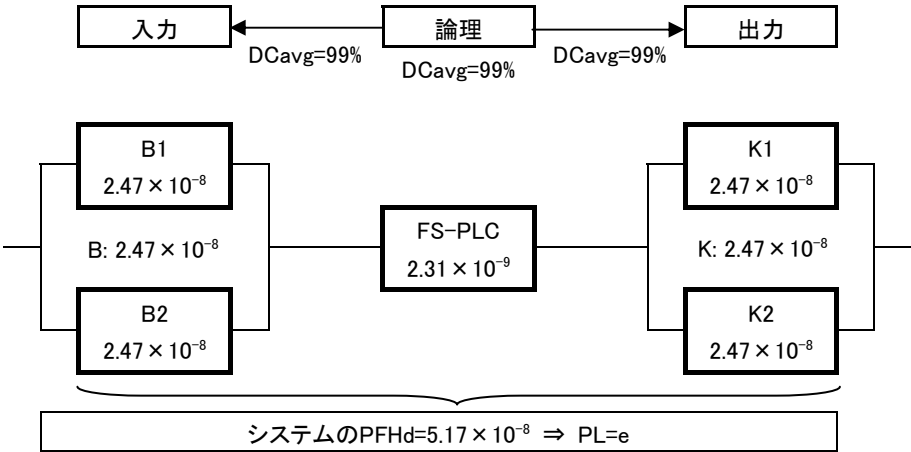 入力
論理
出力
DCavg=99%
DCavg=99%
DCavg=99%
B1
2.47×10⁻⁸
B: 2.47×10⁻⁸
B2
2.47×10⁻⁸
FS-PLC
2.31×10⁻⁹
K1
2.47×10⁻⁸
K: 2.47×10⁻⁸
K2
2.47×10⁻⁸
システムのPFHd=5.17×10⁻⁸ ⇒ PL=e